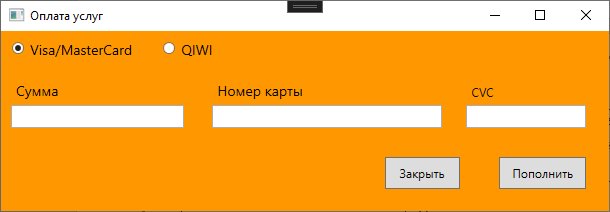 Оплата услуг
Visa/MasterCard QIWI
Сумма Номер карты CVC
Закрыть Пополнить